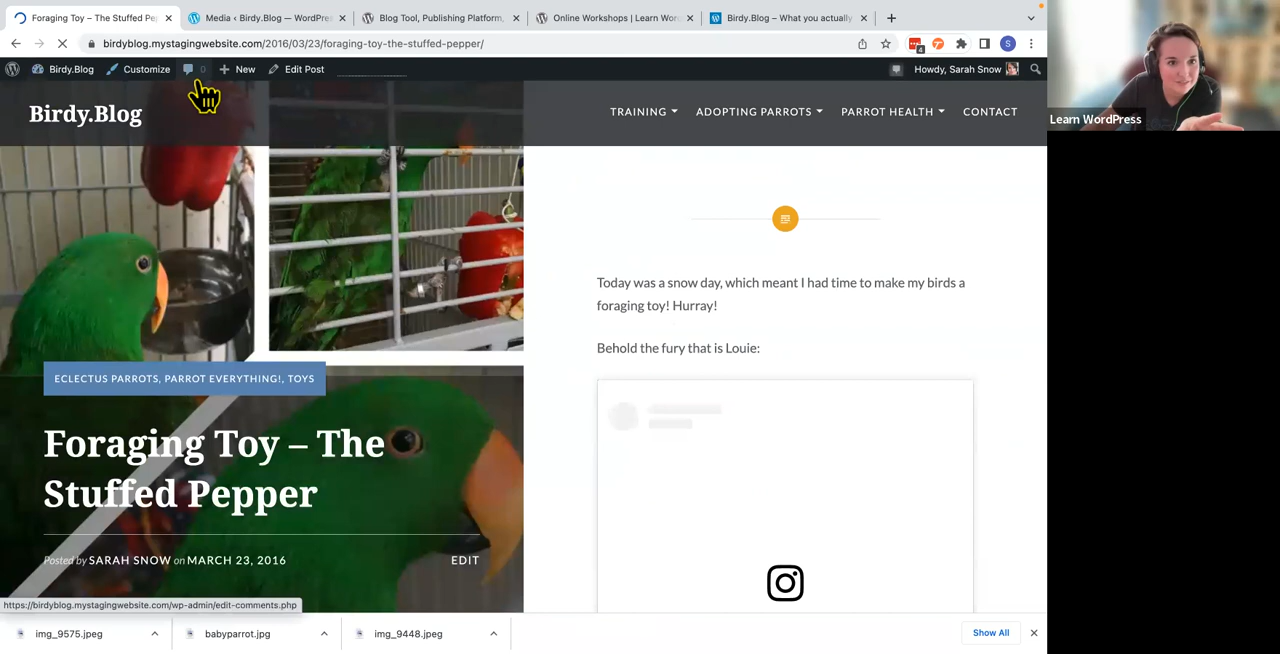 Foraging Toy – The Stuffed Pe
Media ‹ Birdy.Blog — WordPres
Blog Tool, Publishing Platform,
Online Workshops | Learn Wor
Birdy.Blog – What you actually
birdyblog.mystagingwebsite.com/2016/03/23/foraging-toy-the-stuffed-pepper/
4
S
Birdy.Blog
Customize
0
New
Edit Post
Howdy, Sarah Snow
Learn WordPress
Birdy.Blog
TRAINING
ADOPTING PARROTS
PARROT HEALTH
CONTACT
Today was a snow day, which meant I had time to make my birds a
foraging toy! Hurray!
Behold the fury that is Louie:
ECLECTUS PARROTS, PARROT EVERYTHING!, TOYS
Foraging Toy – The
Stuffed Pepper
Posted by SARAH SNOW on MARCH 23, 2016
EDIT
https://birdyblog.mystagingwebsite.com/wp-admin/edit-comments.php
img_9575.jpeg
babyparrot.jpg
img_9448.jpeg
Show All